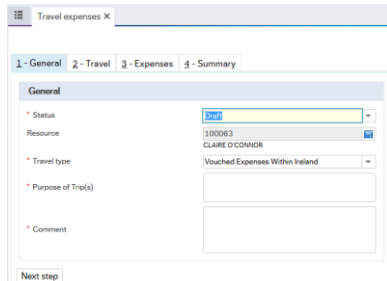 Travel expenses X
1 - General 2 - Travel 3 - Expenses 4 - Summary
General
* Status Draft
Resource 100063
CLAIRE O'CONNOR
* Travel type Vouched Expenses Within Ireland
* Purpose of Trip(s)
* Comment
Next step